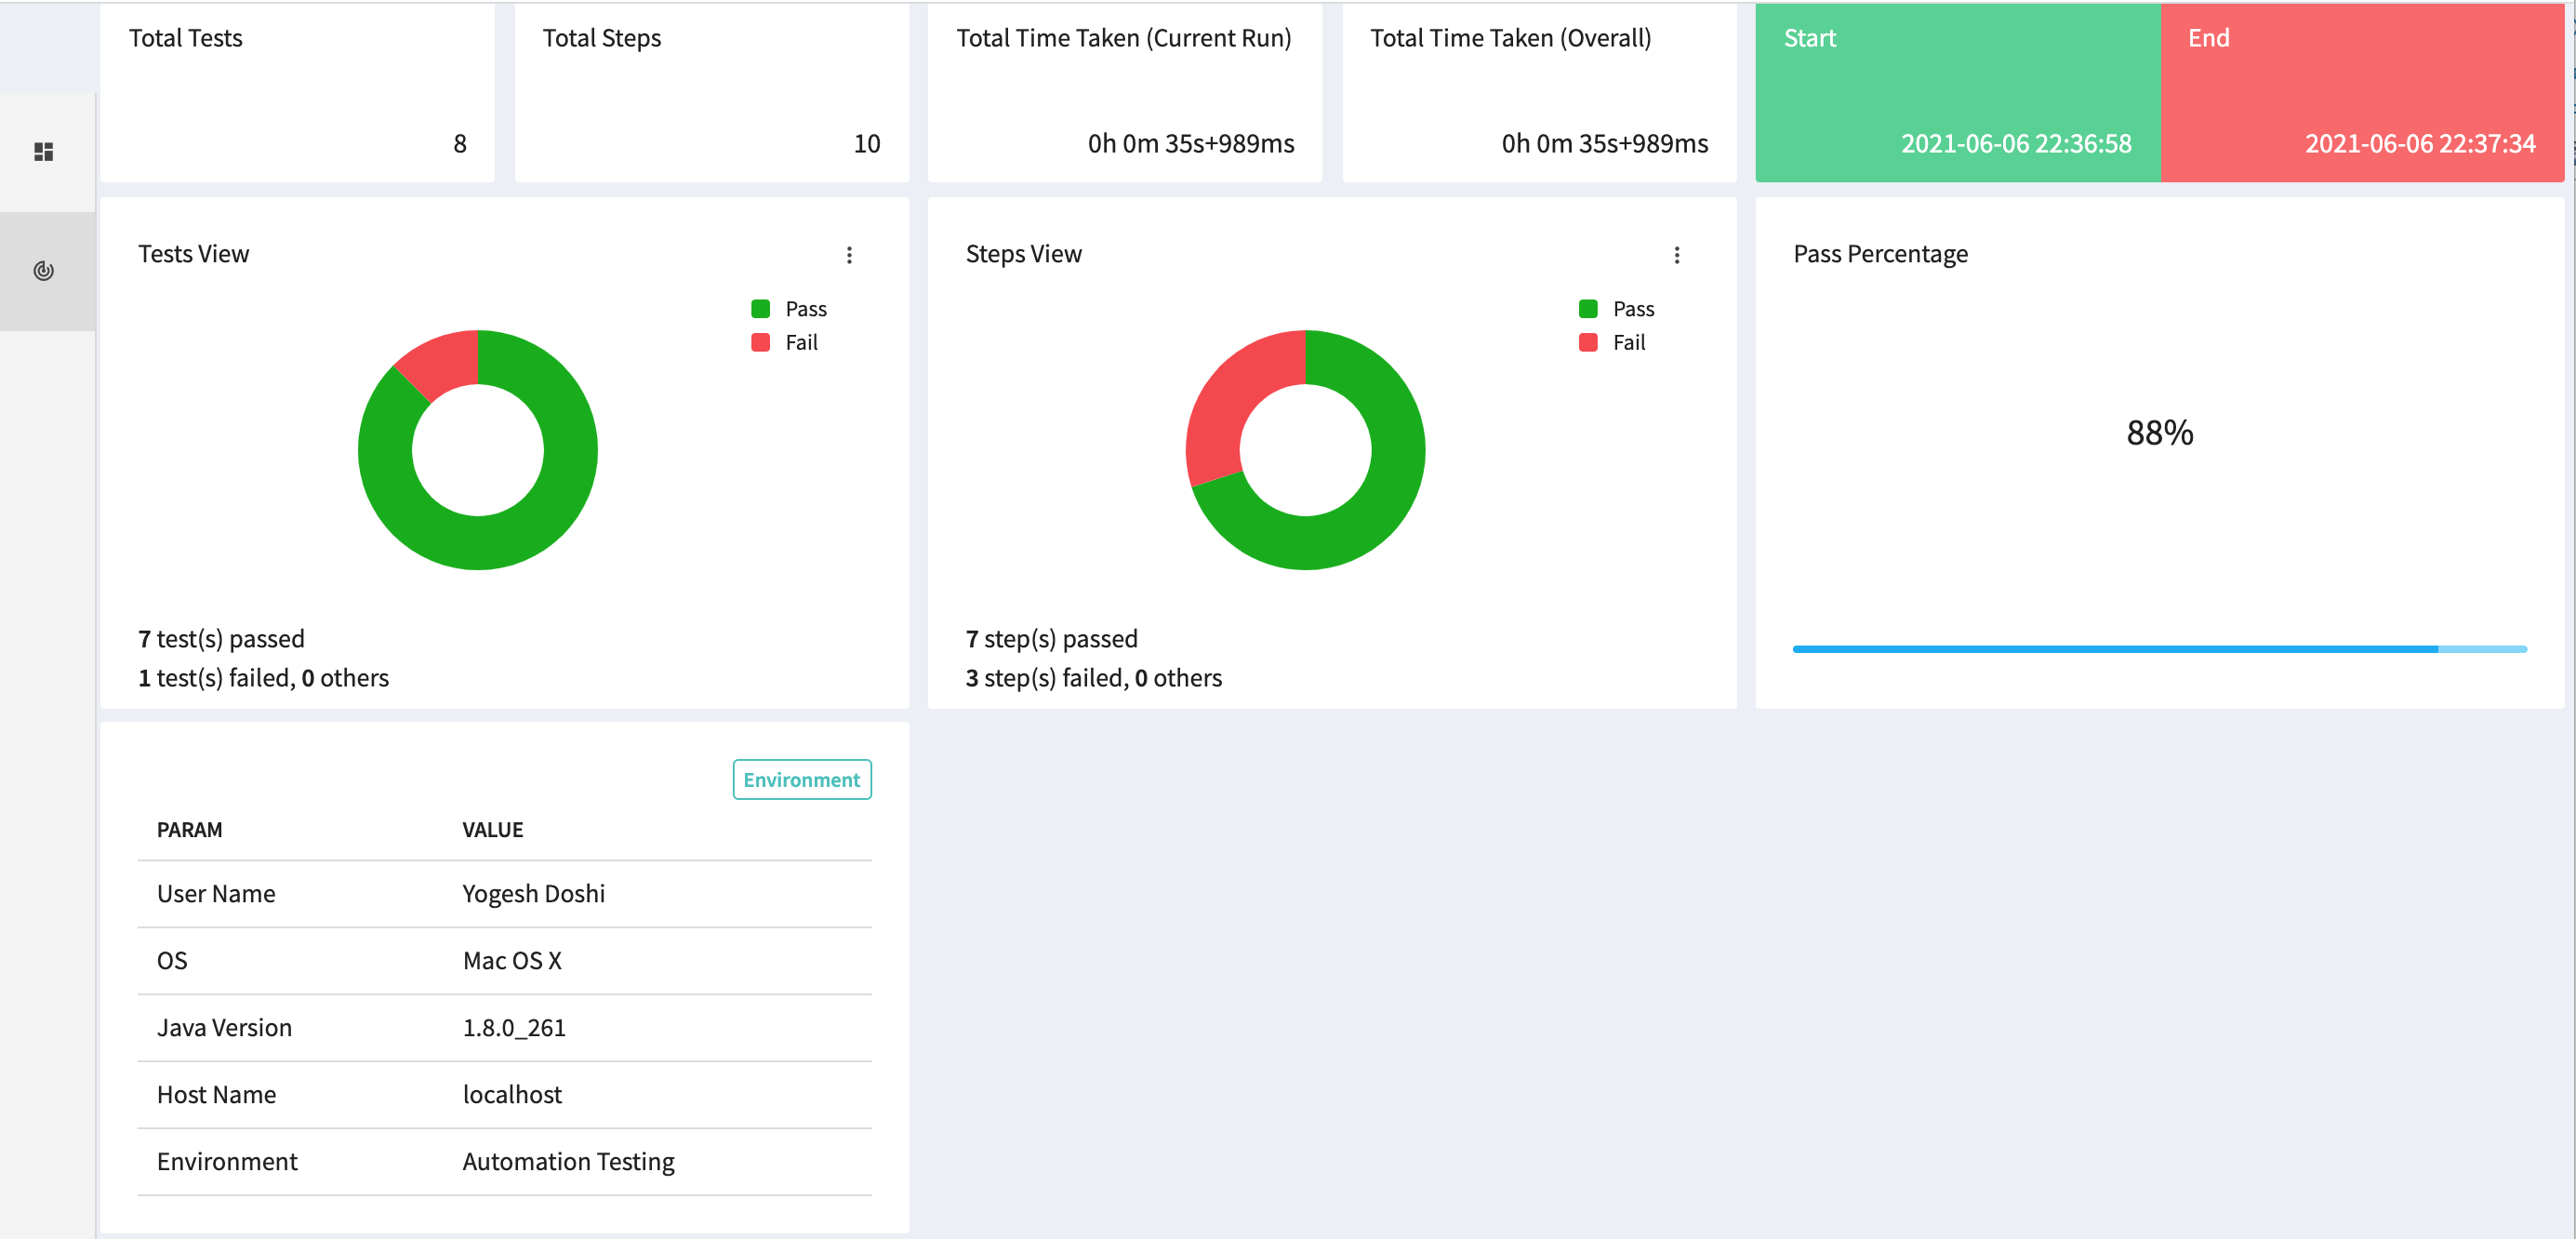 Total Tests
8
Total Steps
10
Total Time Taken (Current Run)
0h 0m 35s+989ms
Total Time Taken (Overall)
0h 0m 35s+989ms
Start
2021-06-06 22:36:58
End
2021-06-06 22:37:34
Tests View
Pass
Fail
7 test(s) passed
1 test(s) failed, 0 others
Steps View
Pass
Fail
7 step(s) passed
3 step(s) failed, 0 others
Pass Percentage
88%
Environment
PARAM VALUE
User Name Yogesh Doshi
OS Mac OS X
Java Version 1.8.0_261
Host Name localhost
Environment Automation Testing